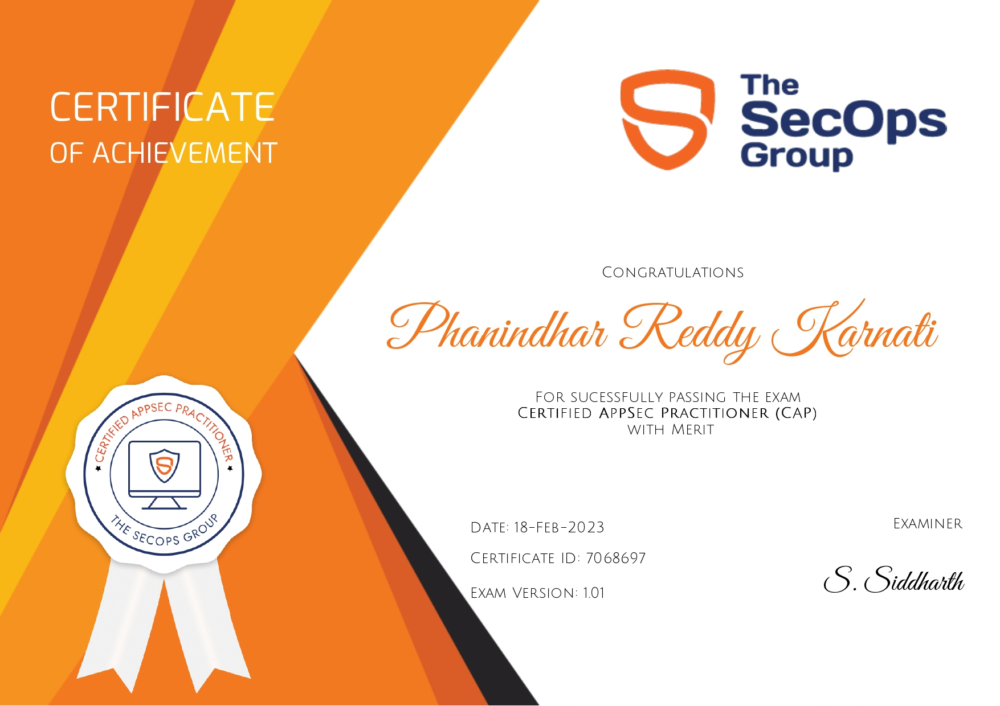 CERTIFICATE
OF ACHIEVEMENT
The
SecOps
Group
Congratulations
Phanindhar Reddy Karnati
For sucessfully passing the exam
Certified AppSec Practitioner (CAP)
with Merit
CERTIFIED APPSEC PRACTITIONER
THE SECOPS GROUP
Date: 18-Feb-2023
Certificate ID: 7068697
Exam Version: 1.01
Examiner
S. Siddharth